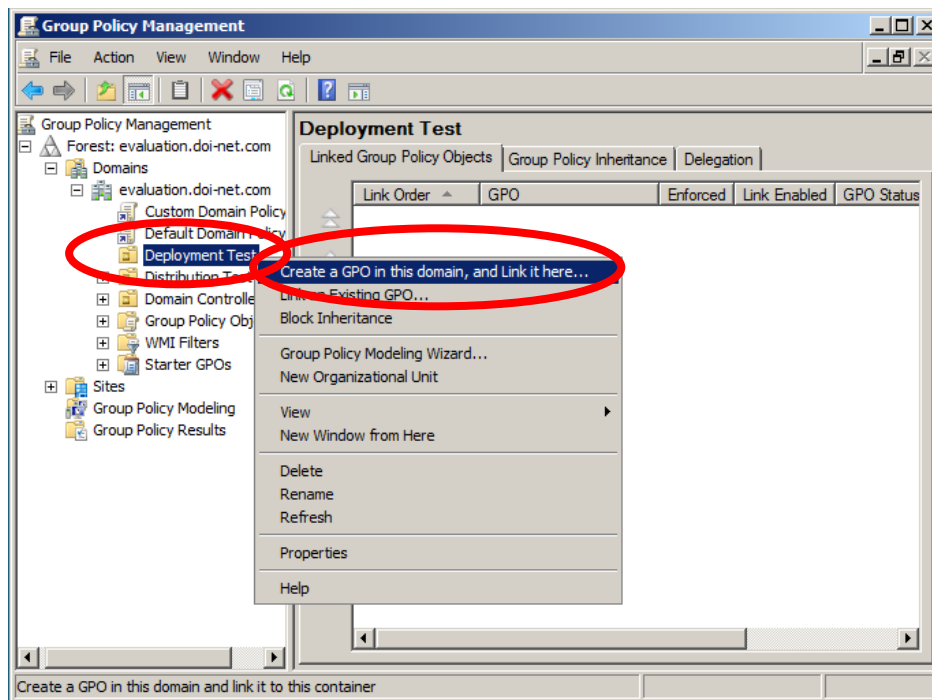 Group Policy Management
File Action View Window Help
Group Policy Management
Forest: evaluation.doi-net.com
Domains
evaluation.doi-net.com
Custom Domain Policy
Default Domain Policy
Deployment Test
Distribution Test
Domain Controlle
Group Policy Obj
WMI Filters
Starter GPOs
Sites
Group Policy Modeling
Group Policy Results
Deployment Test
Linked Group Policy Objects Group Policy Inheritance Delegation
Link Order GPO Enforced Link Enabled GPO Status
Create a GPO in this domain, and Link it here...
Link an Existing GPO...
Block Inheritance
Group Policy Modeling Wizard...
New Organizational Unit
View
New Window from Here
Delete
Rename
Refresh
Properties
Help
Create a GPO in this domain and link it to this container